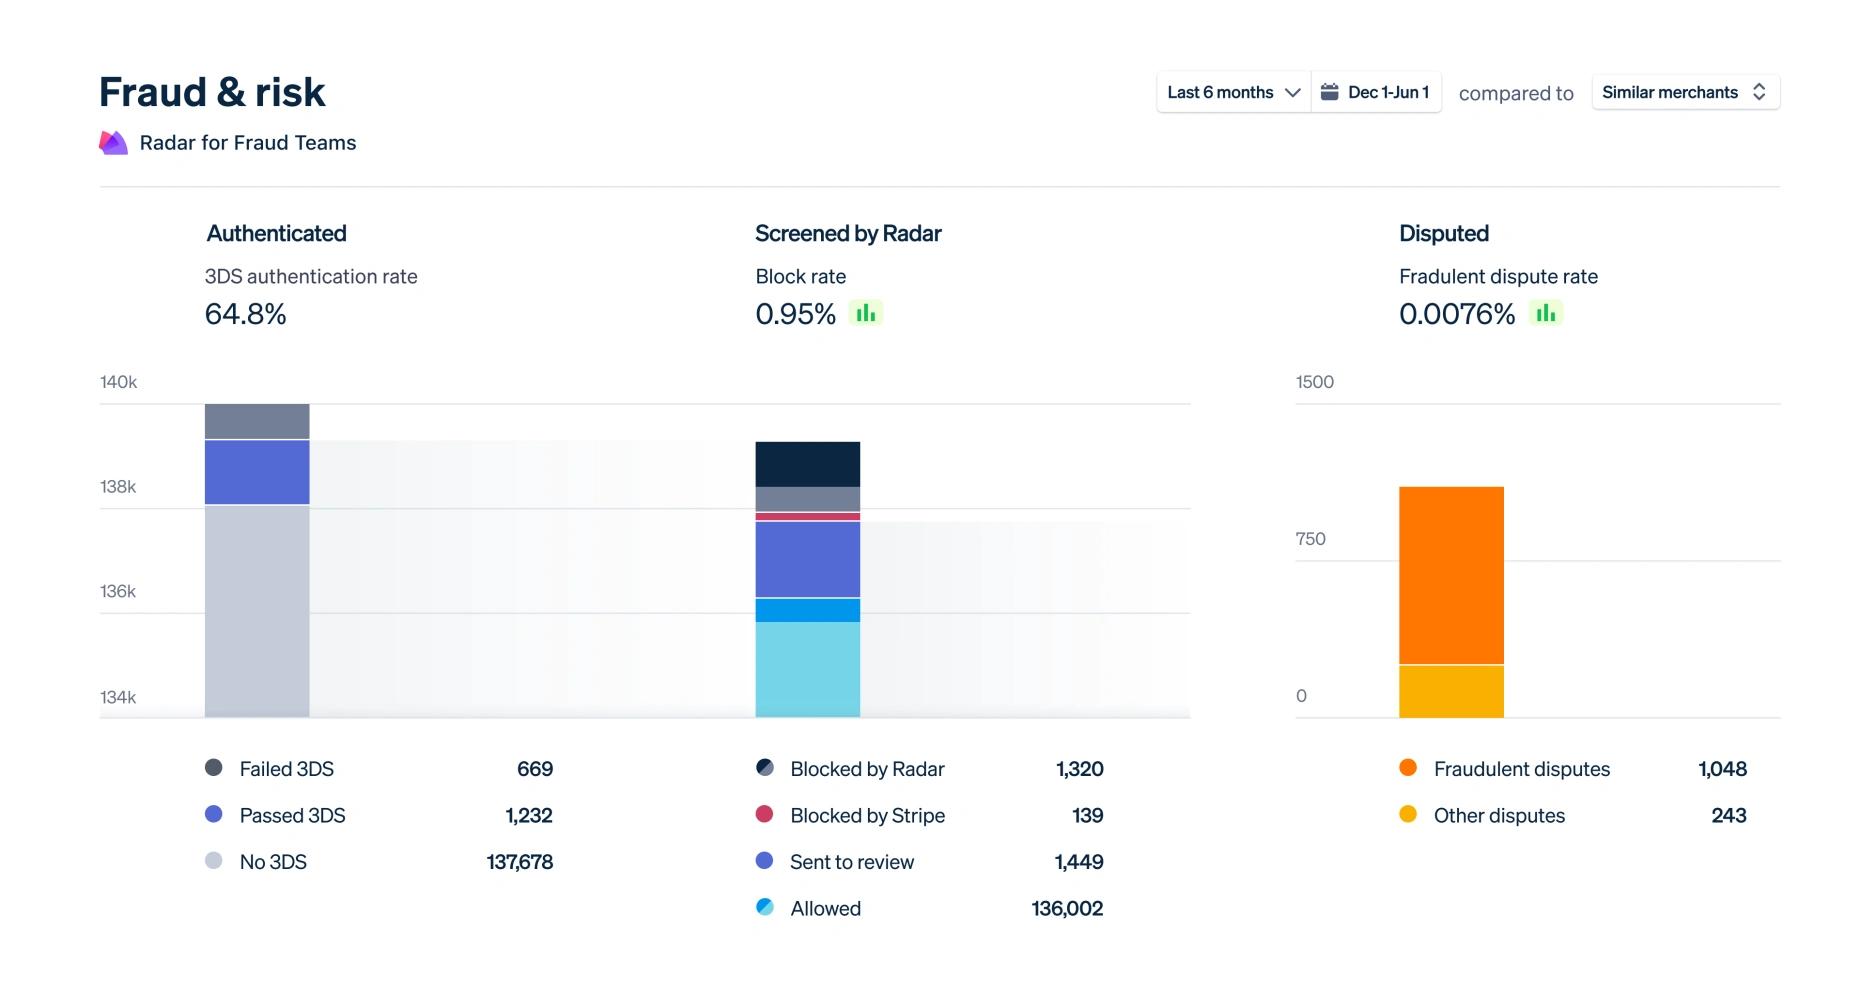 Fraud & risk
Last 6 months Dec 1-Jun 1 compared to Similar merchants
Radar for Fraud Teams
Authenticated
3DS authentication rate
64.8%
Screened by Radar
Block rate
0.95%
Disputed
Fradulent dispute rate
0.0076%
140k
138k
136k
134k
1500
750
0
Failed 3DS 669
Passed 3DS 1,232
No 3DS 137,678
Blocked by Radar 1,320
Blocked by Stripe 139
Sent to review 1,449
Allowed 136,002
Fraudulent disputes 1,048
Other disputes 243